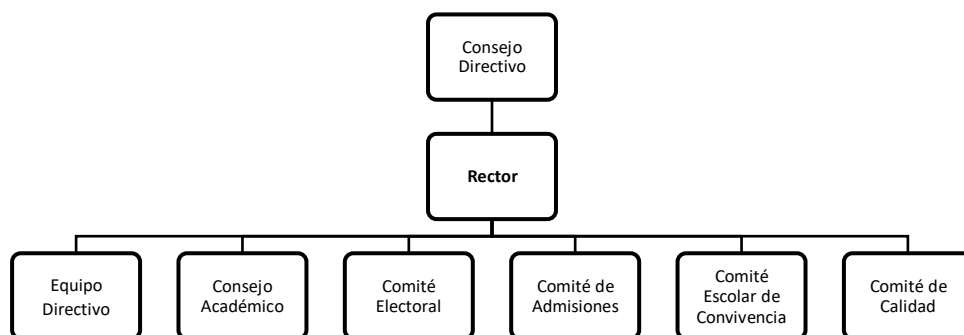 Consejo
Directivo
Rector
Equipo
Directivo
Consejo
Académico
Comité
Electoral
Comité de
Admisiones
Comité
Escolar de
Convivencia
Comité de
Calidad